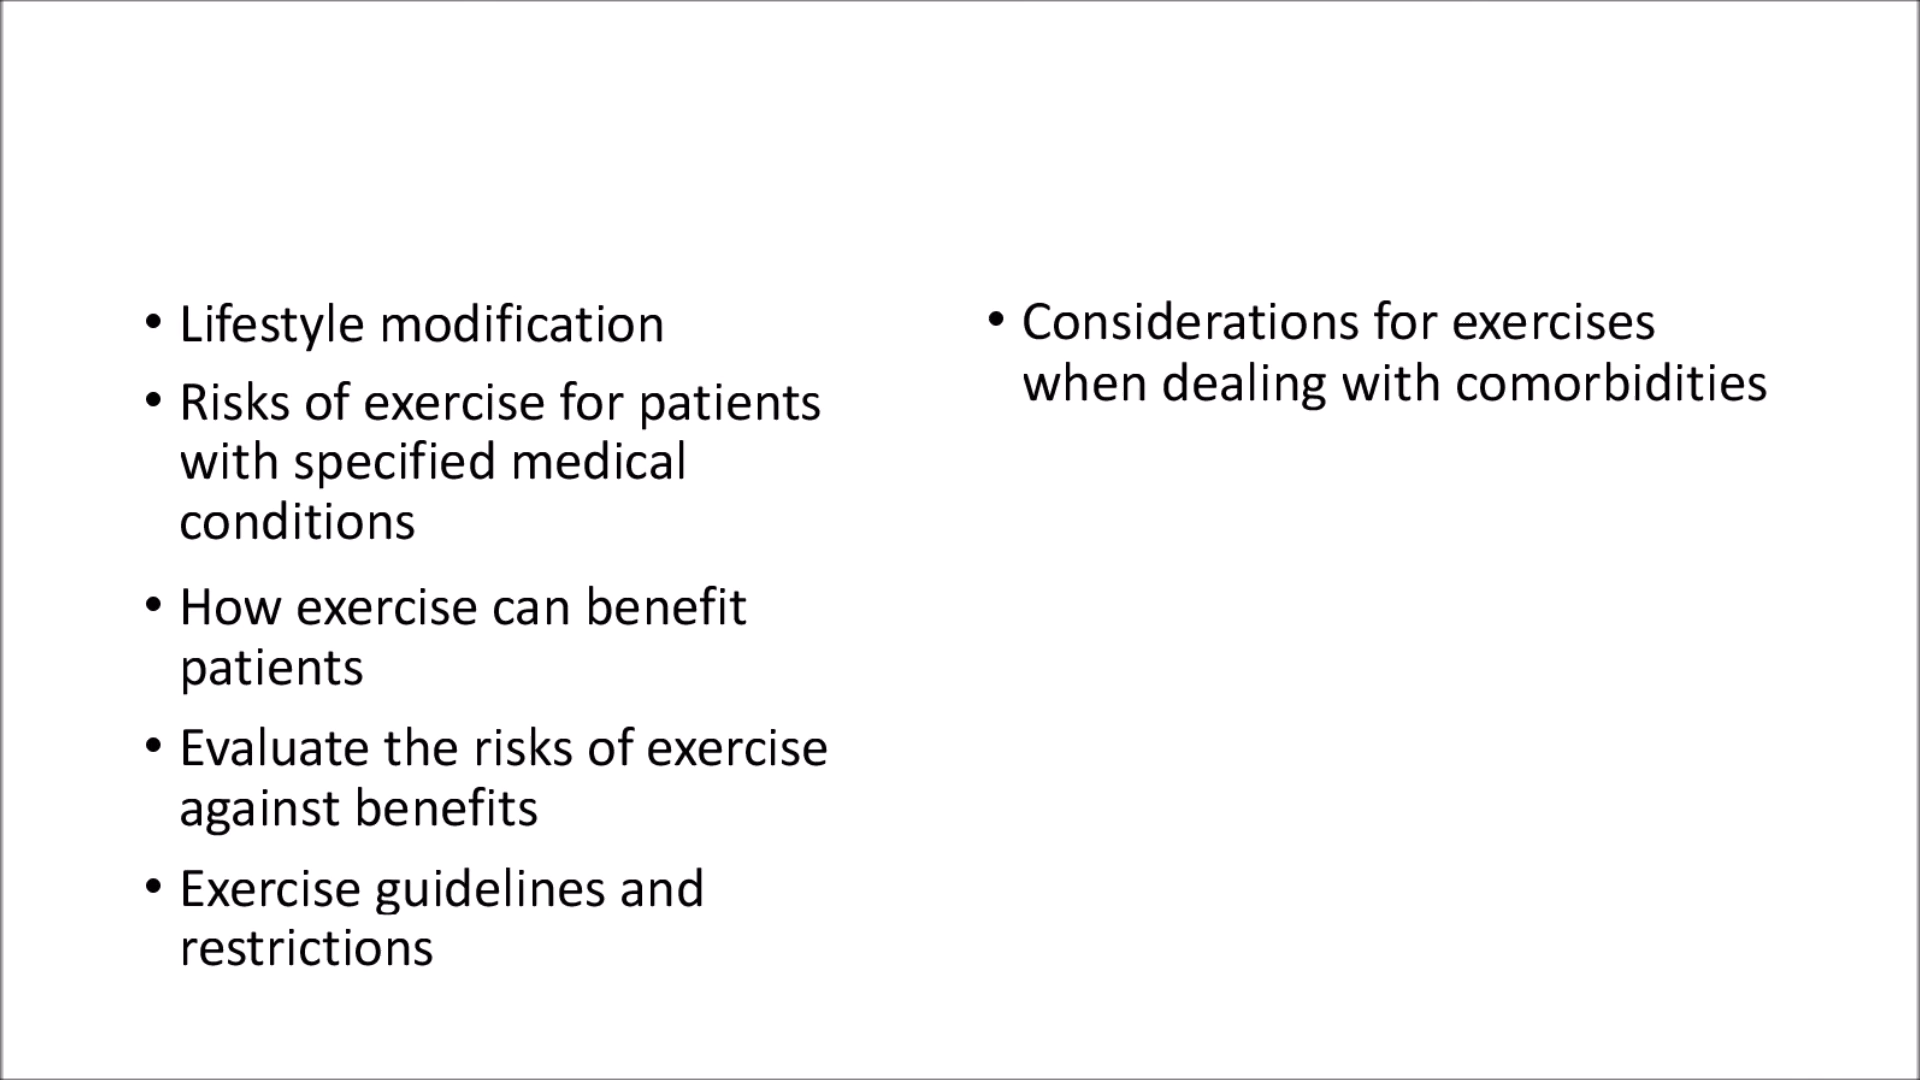 • Lifestyle modification
• Risks of exercise for patients
with specified medical
conditions
• How exercise can benefit
patients
• Evaluate the risks of exercise
against benefits
• Exercise guidelines and
restrictions
• Considerations for exercises
when dealing with comorbidities